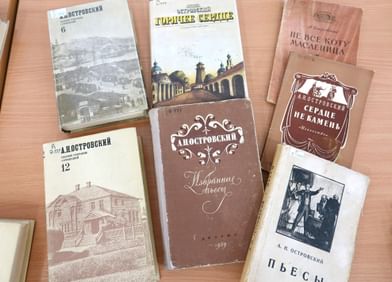 А.Н.ОСТРОВСКИЙ
6
ОСТРОВСКИЙ
ГОРЯЧЕЕ СЕРДЦЕ
НЕ ВСЕ КОТУ
МАСЛЕНИЦА
А.Н.ОСТРОВСКИЙ
СЕРДЦЕ
НЕ КАМЕНЬ
А.Н.ОСТРОВСКИЙ
12
А.Н.ОСТРОВСКИЙ
Избранные
пьесы
1959
А. Н. ОСТРОВСКИЙ
ПЬЕСЫ